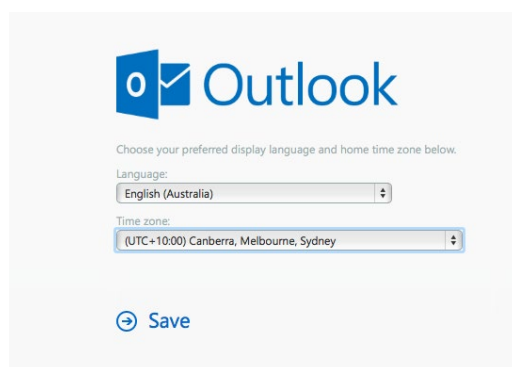 Outlook
Choose your preferred display language and home time zone below.
Language:
English (Australia)
Time zone:
(UTC+10:00) Canberra, Melbourne, Sydney
Save